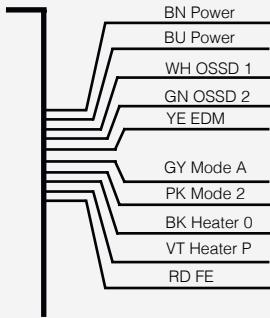 BN Power
BU Power
WH OSSD 1
GN OSSD 2
YE EDM
GY Mode A
PK Mode 2
BK Heater 0
VT Heater P
RD FE